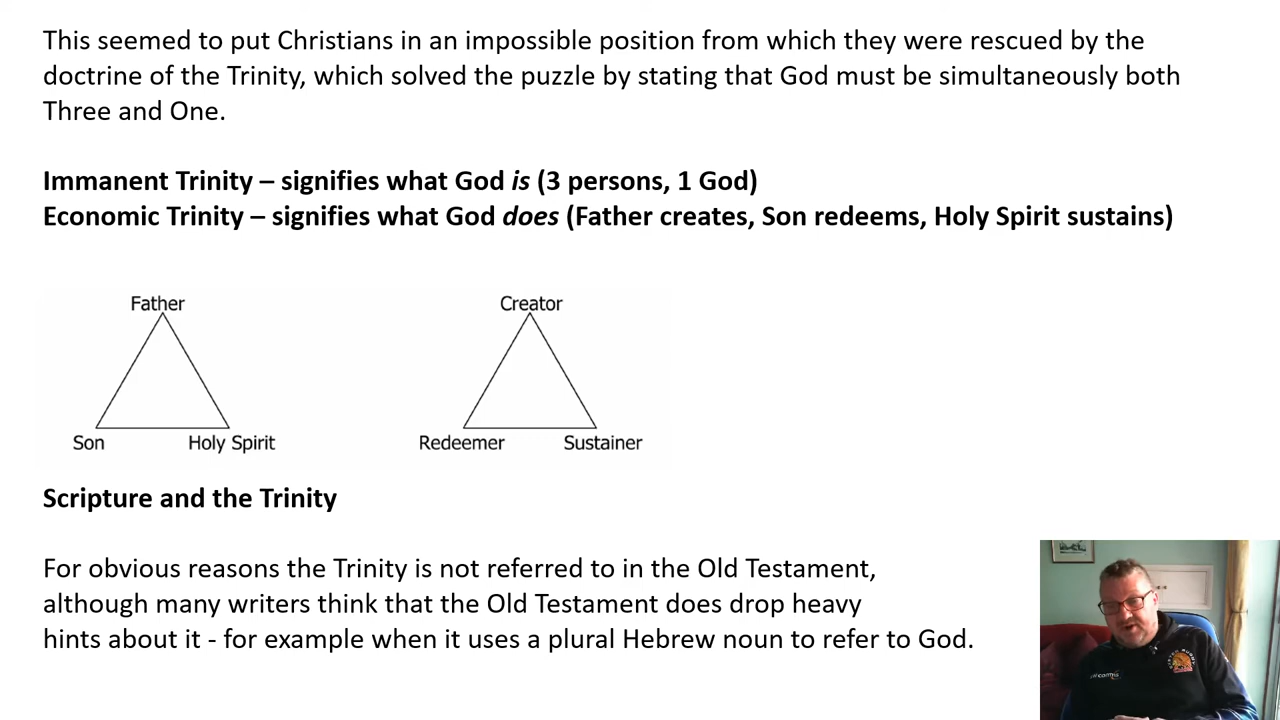 This seemed to put Christians in an impossible position from which they were rescued by the
doctrine of the Trinity, which solved the puzzle by stating that God must be simultaneously both
Three and One.
Immanent Trinity – signifies what God is (3 persons, 1 God)
Economic Trinity – signifies what God does (Father creates, Son redeems, Holy Spirit sustains)
Father
Creator
Son
Holy Spirit
Redeemer
Sustainer
Scripture and the Trinity
For obvious reasons the Trinity is not referred to in the Old Testament,
although many writers think that the Old Testament does drop heavy
hints about it - for example when it uses a plural Hebrew noun to refer to God.